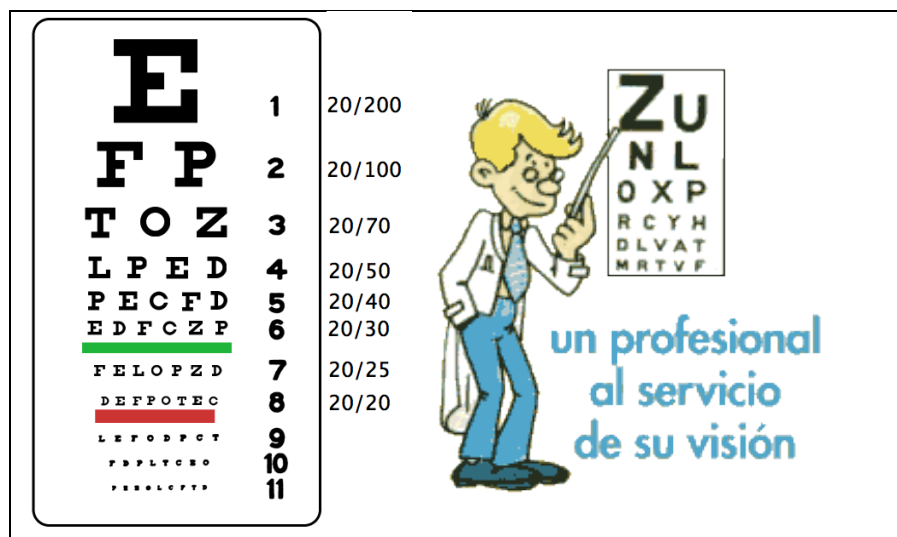 E 1 20/200
F P 2 20/100
T O Z 3 20/70
L P E D 4 20/50
P E C F D 5 20/40
E D F C Z P 6 20/30
F E L O P Z D 7 20/25
D E F P O T E C 8 20/20
L E F O D P C T 9
F D P L T C E O 10
P E Z O L C F T D 11
Z U
N L
O X P
R C Y H
D L V A T
M R T V F
un profesional
al servicio
de su visión